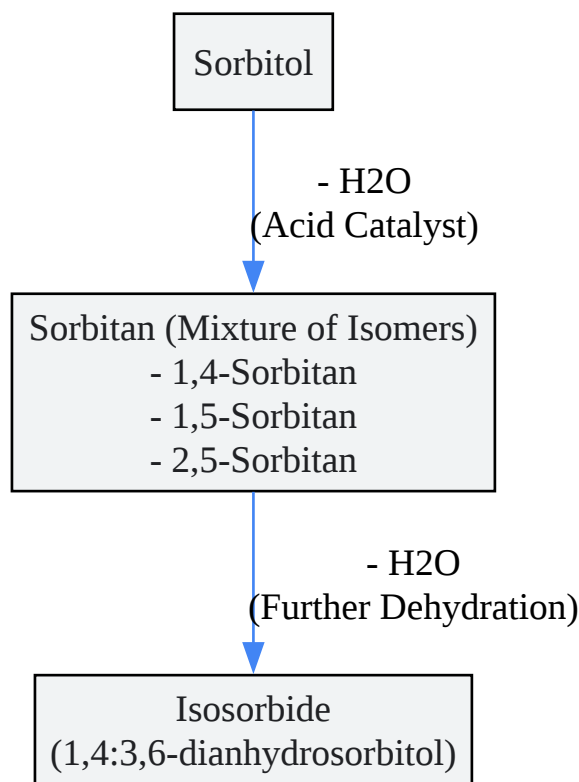 Sorbitol
- H2O
(Acid Catalyst)
Sorbitan (Mixture of Isomers)
- 1,4-Sorbitan
- 1,5-Sorbitan
- 2,5-Sorbitan
- H2O
(Further Dehydration)
Isosorbide
(1,4:3,6-dianhydrosorbitol)